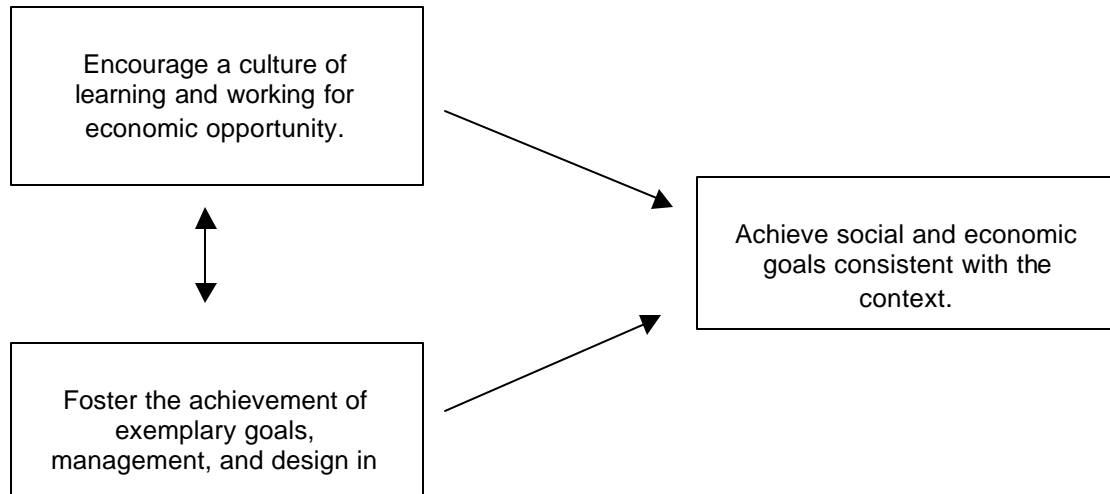 Encourage a culture of
learning and working for
economic opportunity.
Achieve social and economic
goals consistent with the
context.
Foster the achievement of
exemplary goals,
management, and design in